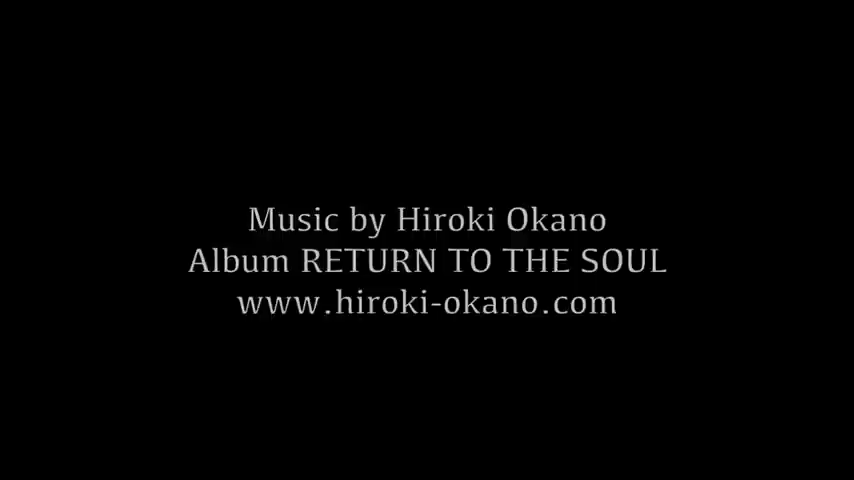 Music by Hiroki Okano
Album RETURN TO THE SOUL
www.hiroki-okano.com